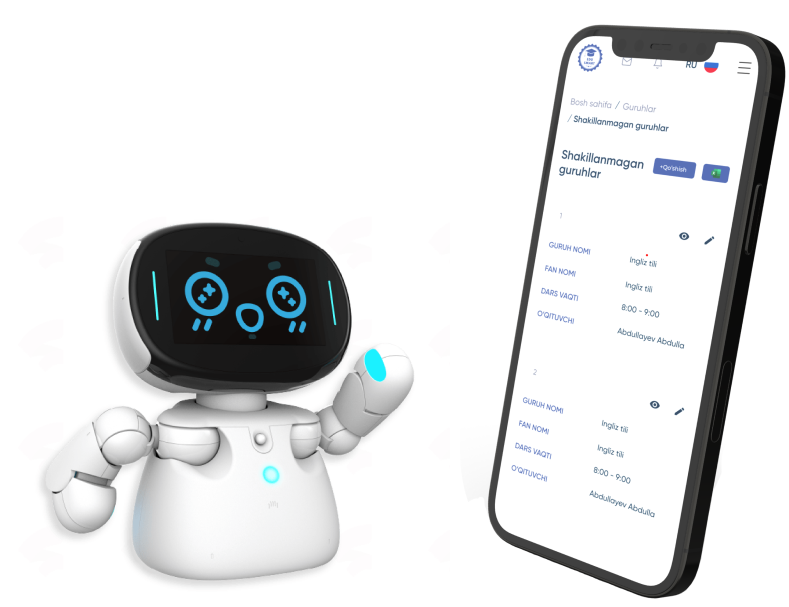 RU
Bosh sahifa / Guruhlar
/ Shakillanmagan guruhlar
Shakillanmagan
guruhlar
+Qo'shish
1
GURUH NOMI Ingliz tili
FAN NOMI Ingliz tili
DARS VAQTI 8:00 - 9:00
O'QITUVCHI Abdullayev Abdulla
2
GURUH NOMI Ingliz tili
FAN NOMI Ingliz tili
DARS VAQTI 8:00 - 9:00
O'QITUVCHI Abdullayev Abdulla